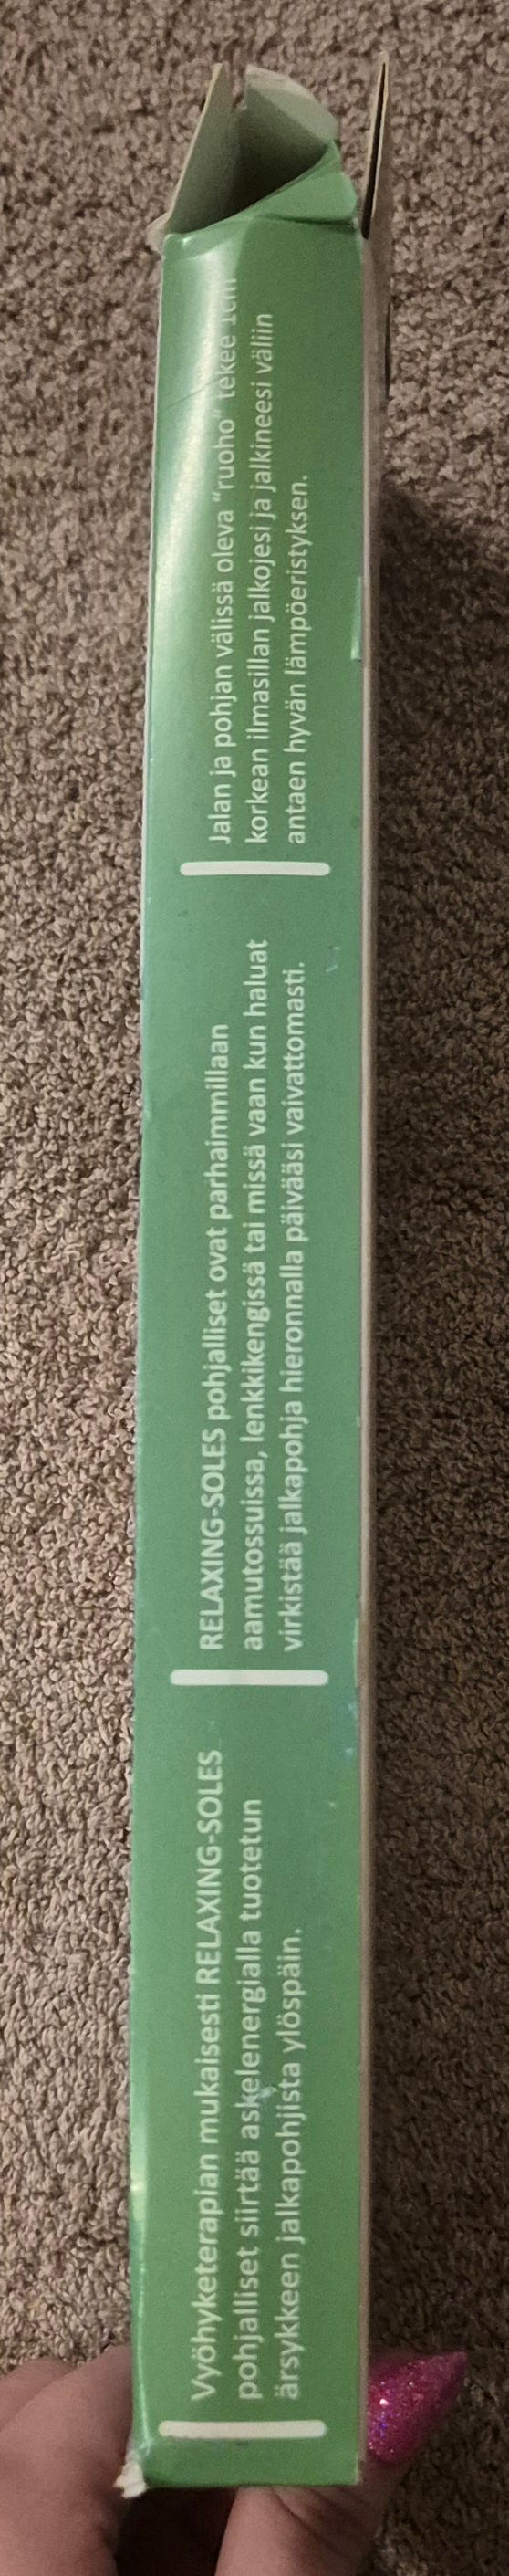 Vyöhyketerapian mukaisesti RELAXING-SOLES
pohjalliset siirtää askelenergialla tuotetun
ärsykkeen jalkapohjista ylöspäin.
RELAXING-SOLES pohjalliset ovat parhaimmillaan
aamutossuissa, lenkkikengissä tai missä vaan kun haluat
virkistää jalkapohja hieronnalla päivääsi vaivattomasti.
Jalan ja pohjan välissä oleva "ruoho" tekee 1cm
korkean ilmasillan jalkojesi ja jalkineesi väliin
antaen hyvän lämpöeristyksen.